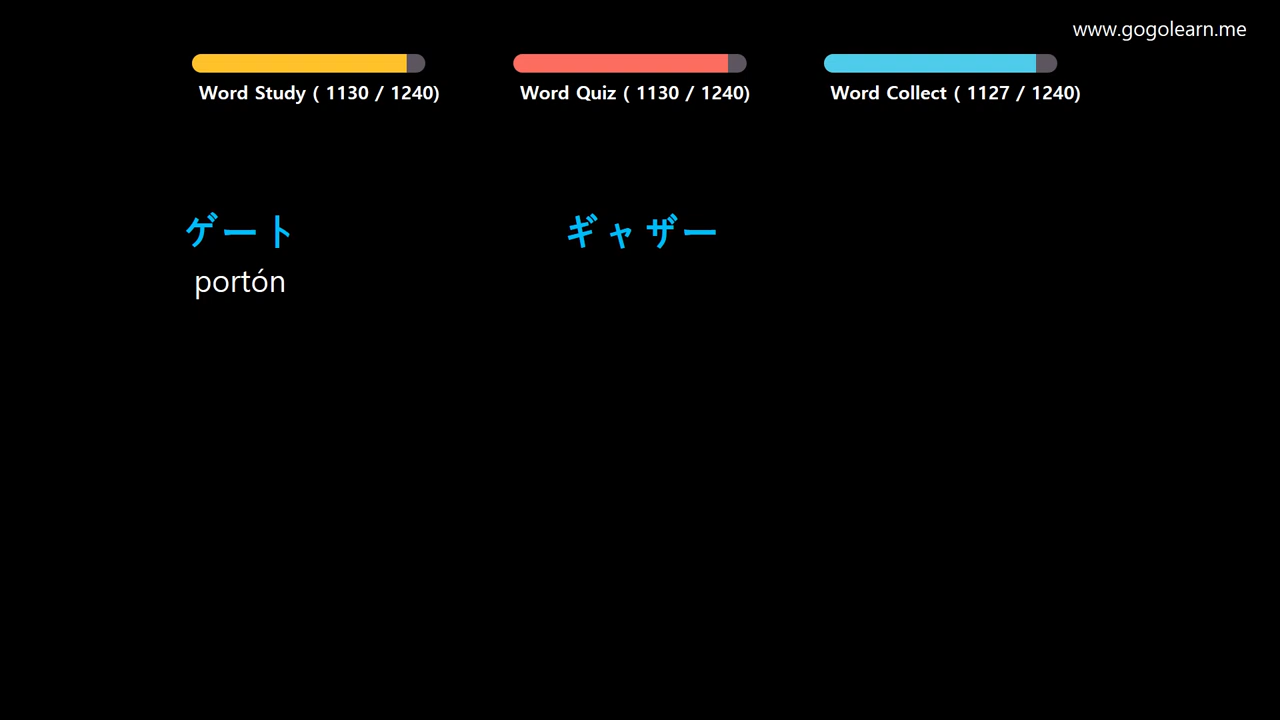 www.gogolearn.me
Word Study ( 1130 / 1240)
Word Quiz ( 1130 / 1240)
Word Collect ( 1127 / 1240)
ゲート
ギャザー
portón